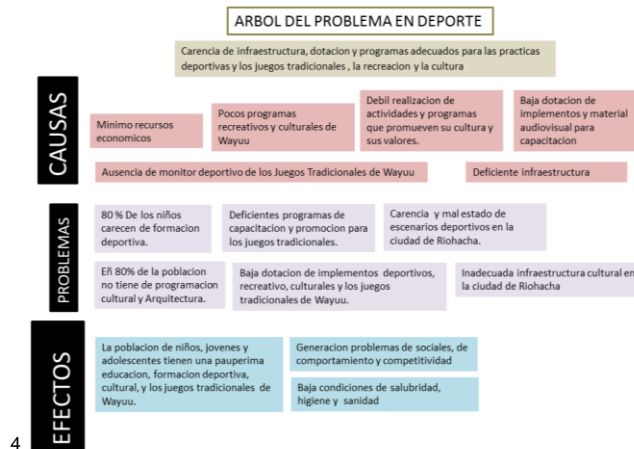 ARBOL DEL PROBLEMA EN DEPORTE
Carencia de infraestructura, dotacion y programas adecuados para las practicas
deportivas y los juegos tradicionales , la recreacion y la cultura
CAUSAS
Minimo recursos
economicos
Pocos programas
recreativos y culturales de
Wayuu
Debil realizacion de
actividades y programas
que promueven su cultura y
sus valores.
Baja dotacion de
implementos y material
audiovisual para
capacitacion
Ausencia de monitor deportivo de los Juegos Tradicionales de Wayuu
Deficiente infraestructura
PROBLEMAS
80 % De los niños
carecen de formacion
deportiva.
Deficientes programas de
capacitacion y promocion para
los juegos tradicionales.
Carencia y mal estado de
escenarios deportivos en la
ciudad de Riohacha.
Eñ 80% de la poblacion
no tiene de programacion
cultural y Arquitectura.
Baja dotacion de implementos deportivos,
recreativo, culturales y los juegos
tradicionales de Wayuu.
Inadecuada infraestructura cultural en
la ciudad de Riohacha
EFECTOS
La poblacion de niños, jovenes y
adolescentes tienen una pauperima
educacion, formacion deportiva,
cultural, y los juegos tradicionales de
Wayuu.
Generacion problemas de sociales, de
comportamiento y competitividad
Baja condiciones de salubridad,
higiene y sanidad
4